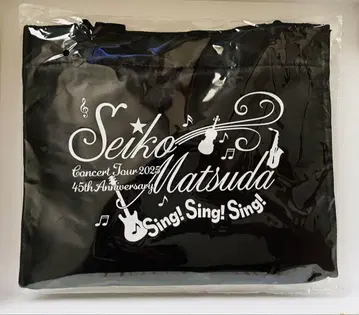 Seiko
Matsuda
Concert Tour 2025
45th Anniversary
Sing! Sing! Sing!